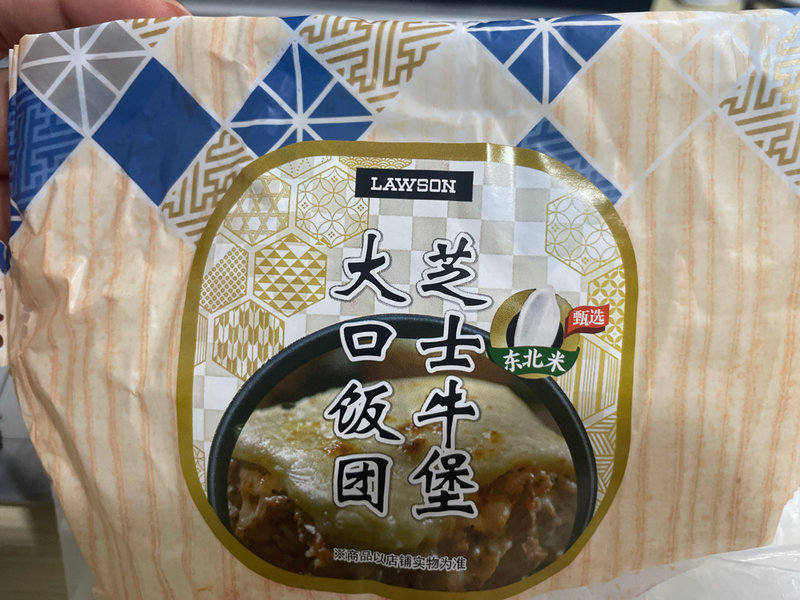 LAWSON
芝士牛堡
大口饭团
甄选
东北米
※商品以店铺实物为准